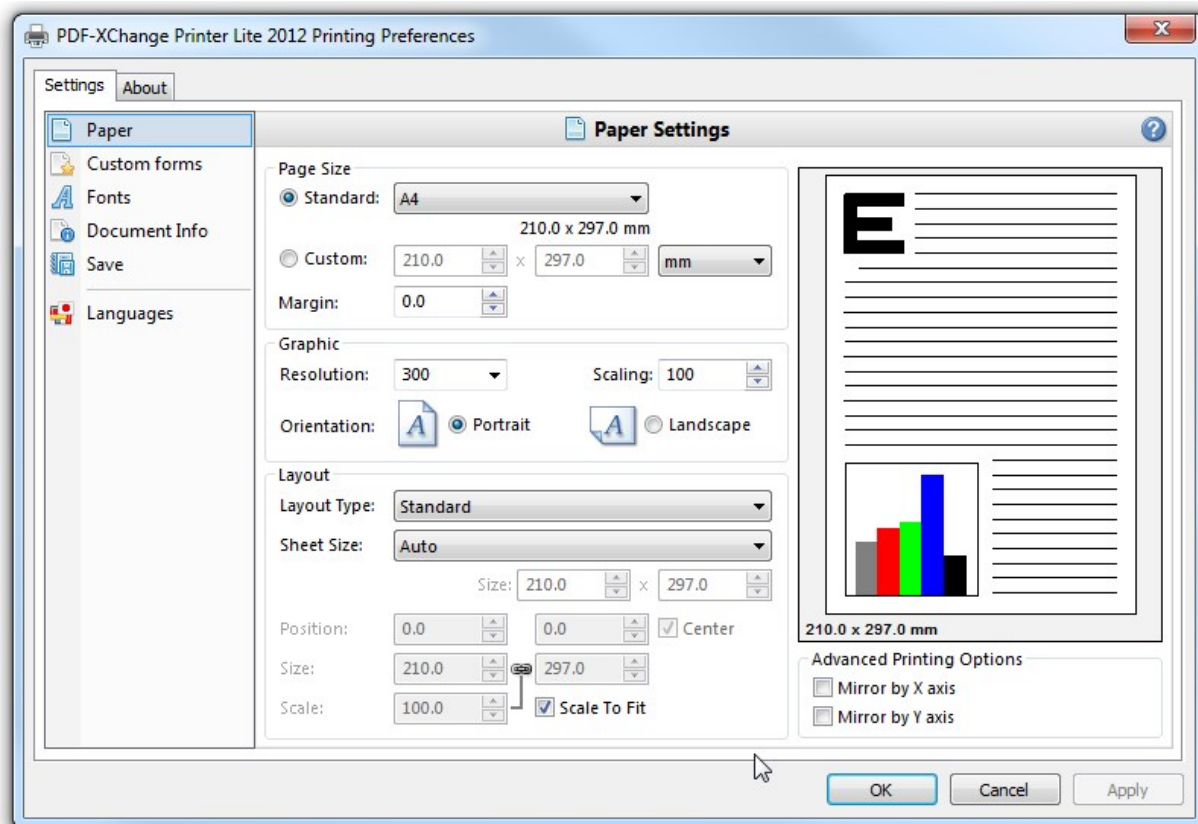 PDF-XChange Printer Lite 2012 Printing Preferences
Settings About
Paper
Custom forms
Fonts
Document Info
Save
Languages
Paper Settings
Page Size
Standard: A4
210.0 x 297.0 mm
Custom: 210.0 x 297.0 mm
Margin: 0.0
Graphic
Resolution: 300 Scaling: 100
Orientation: A Portrait A Landscape
Layout
Layout Type: Standard
Sheet Size: Auto
Size: 210.0 x 297.0
Position: 0.0 0.0 Center
Size: 210.0 297.0
Scale: 100.0 Scale To Fit
E
210.0 x 297.0 mm
Advanced Printing Options
Mirror by X axis
Mirror by Y axis
OK Cancel Apply